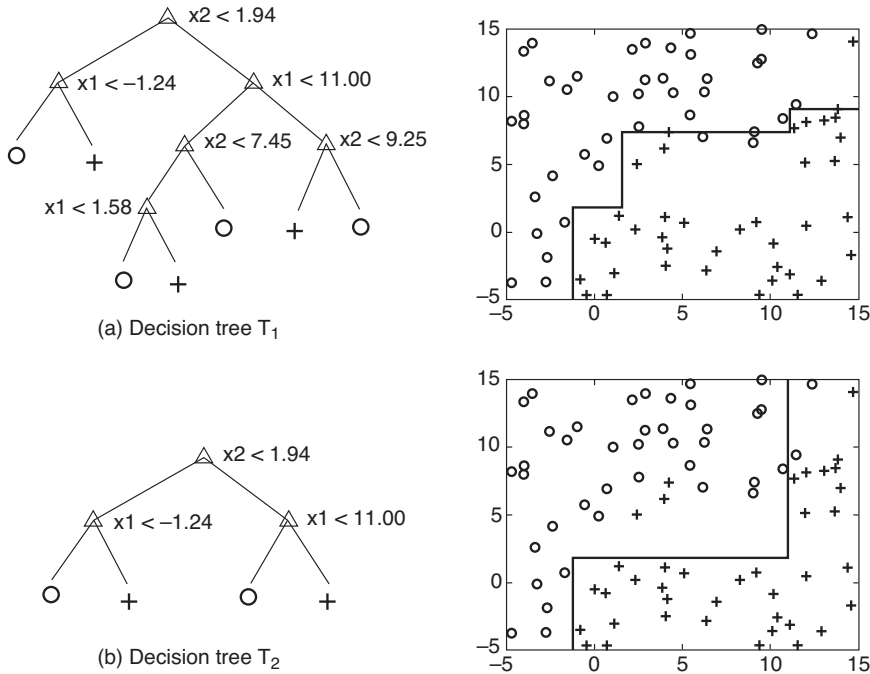 x2 < 1.94
x1 < –1.24
x1 < 11.00
x2 < 7.45
x2 < 9.25
x1 < 1.58
(a) Decision tree T1
15
10
5
0
–5
–5 0 5 10 15
x2 < 1.94
x1 < –1.24
x1 < 11.00
(b) Decision tree T2
15
10
5
0
–5
–5 0 5 10 15